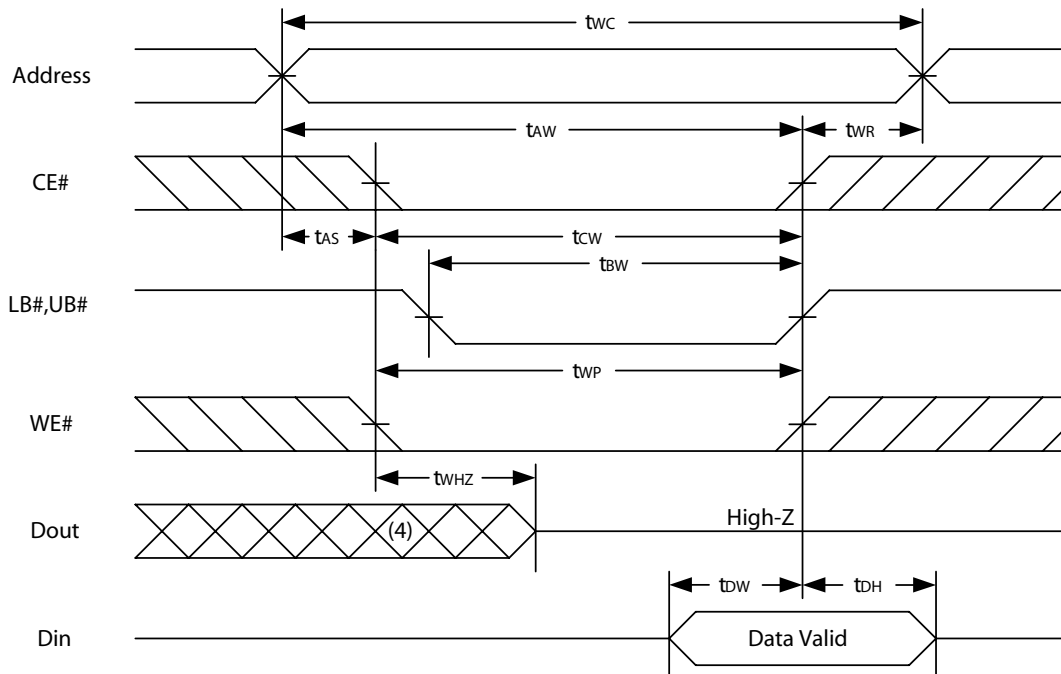 tWC
Address
tAW
tWR
CE#
tAS
tCW
tBW
LB#,UB#
tWP
WE#
tWHZ
Dout
(4)
High-Z
tDW
tDH
Din
Data Valid